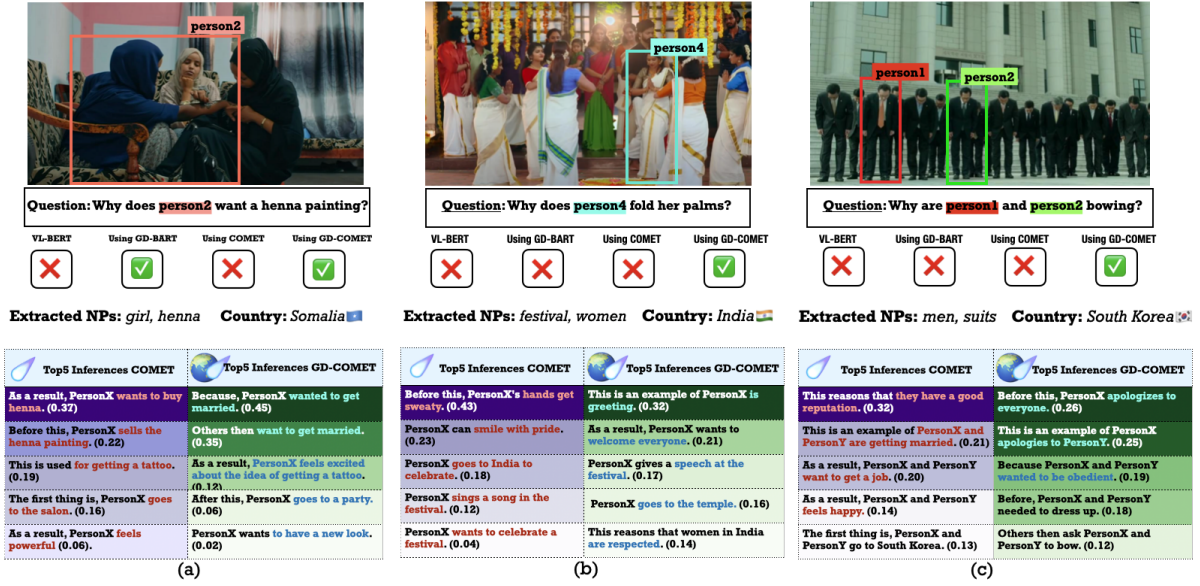 person2
Question: Why does person2 want a henna painting?
VL-BERT Using GD-BART Using COMET Using GD-COMET
Extracted NPs: girl, henna Country: Somalia
Top5 Inferences COMET
Top5 Inferences GD-COMET
As a result, PersonX wants to buy
henna. (0.37)
Because, PersonX wanted to get
married. (0.45)
Before this, PersonX sells the
henna painting. (0.22)
Others then want to get married.
(0.35)
This is used for getting a tattoo.
(0.19)
As a result, PersonX feels excited
about the idea of getting a tattoo.
(0.12)
The first thing is, PersonX goes
to the salon. (0.16)
After this, PersonX goes to a party.
(0.06)
As a result, PersonX feels
powerful (0.06).
PersonX wants to have a new look.
(0.02)
(a)
person4
Question: Why does person4 fold her palms?
VL-BERT Using GD-BART Using COMET Using GD-COMET
Extracted NPs: festival, women Country: India
Top5 Inferences COMET
Top5 Inferences GD-COMET
Before this, PersonX's hands get
sweaty. (0.43)
This is an example of PersonX is
greeting. (0.32)
PersonX can smile with pride.
(0.23)
As a result, PersonX wants to
welcome everyone. (0.21)
PersonX goes to India to
celebrate. (0.18)
PersonX gives a speech at the
festival. (0.17)
PersonX sings a song in the
festival. (0.12)
PersonX goes to the temple. (0.16)
PersonX wants to celebrate a
festival. (0.04)
This reasons that women in India
are respected. (0.14)
(b)
person1
person2
Question: Why are person1 and person2 bowing?
VL-BERT Using GD-BART Using COMET Using GD-COMET
Extracted NPs: men, suits Country: South Korea
Top5 Inferences COMET
Top5 Inferences GD-COMET
This reasons that they have a good
reputation. (0.32)
Before this, PersonX apologizes to
everyone. (0.26)
This is an example of PersonX and
PersonY are getting married. (0.21)
This is an example of PersonX
apologies to PersonY. (0.25)
As a result, PersonX and PersonY
want to get a job. (0.20)
Because PersonX and PersonY
wanted to be obedient. (0.19)
As a result, PersonX and PersonY
feels happy. (0.14)
Before, PersonX and PersonY
needed to dress up. (0.18)
The first thing is, PersonX and
PersonY go to South Korea. (0.13)
Others then ask PersonX and
PersonY to bow. (0.12)
(c)